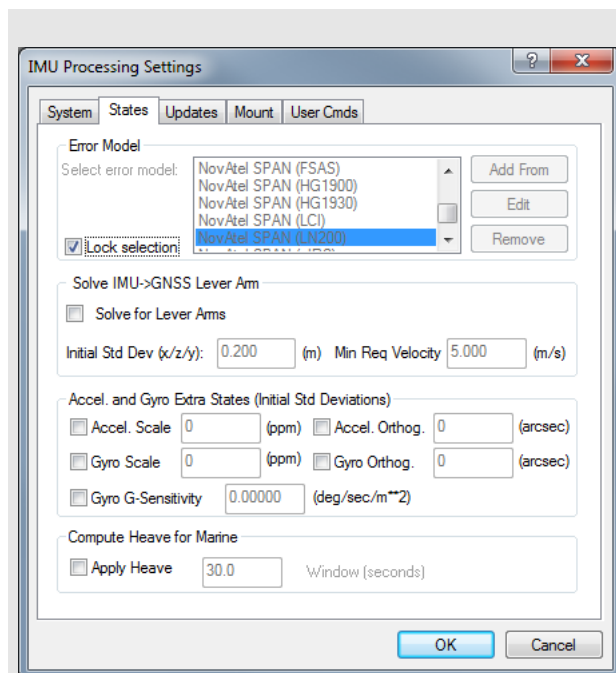 IMU Processing Settings
System States Updates Mount User Cmds
Error Model
Select error model: NovAtel SPAN (FSAS) Add From
NovAtel SPAN (HG1900)
NovAtel SPAN (HG1930) Edit
NovAtel SPAN (LCI)
Lock selection NovAtel SPAN (LN200) Remove
Solve IMU->GNSS Lever Arm
Solve for Lever Arms
Initial Std Dev (x/z/y): 0.200 (m) Min Req Velocity 5.000 (m/s)
Accel. and Gyro Extra States (Initial Std Deviations)
Accel. Scale 0 (ppm) Accel. Orthog. 0 (arcsec)
Gyro Scale 0 (ppm) Gyro Orthog. 0 (arcsec)
Gyro G-Sensitivity 0.00000 (deg/sec/m**2)
Compute Heave for Marine
Apply Heave 30.0 Window (seconds)
OK Cancel